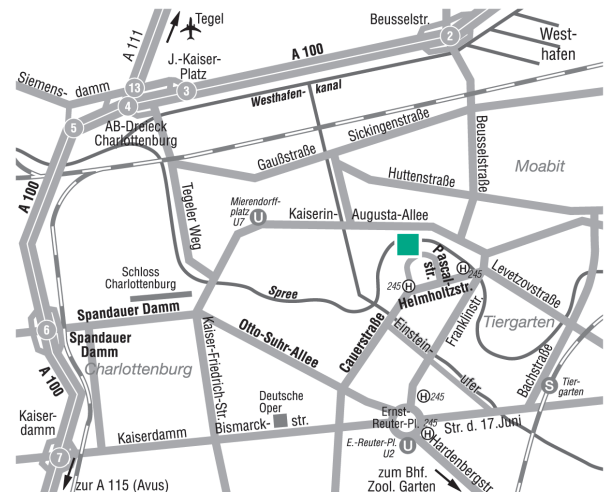 Tegel
Beusselstr.
A 111
West-
hafen
2
J.-Kaiser-
Platz
A 100
Siemens-
damm
13
3
4
Westhafen-
kanal
5
AB-Dreieck
Charlottenburg
Sickingenstraße
Beusselstraße
Gaußstraße
Moabit
A 100
Huttenstraße
Tegeler Weg
Mierendorff-
platz
U7
U
Kaiserin-
Augusta-Allee
Pascal-
str.
H
245
Levetzovstraße
Schloss
Charlottenburg
Spree
245
H
Helmholtzstr.
Spandauer Damm
6
Spandauer
Damm
Otto-Suhr-Allee
Cauerstraße
Franklinstr.
Tiergarten
Einstein-
ufer
Kaiser-Friedrich-Str.
Charlottenburg
A 100
Bachstraße
S
Tier-
garten
Deutsche
Oper
H
245
Kaiser-
damm
Kaiserdamm
Bismarck-
str.
Ernst-
Reuter-Pl.
245
H
Str. d. 17.Juni
E.-Reuter-Pl.
U2
U
Hardenbergstr.
7
zur A 115 (Avus)
zum Bhf.
Zool. Garten